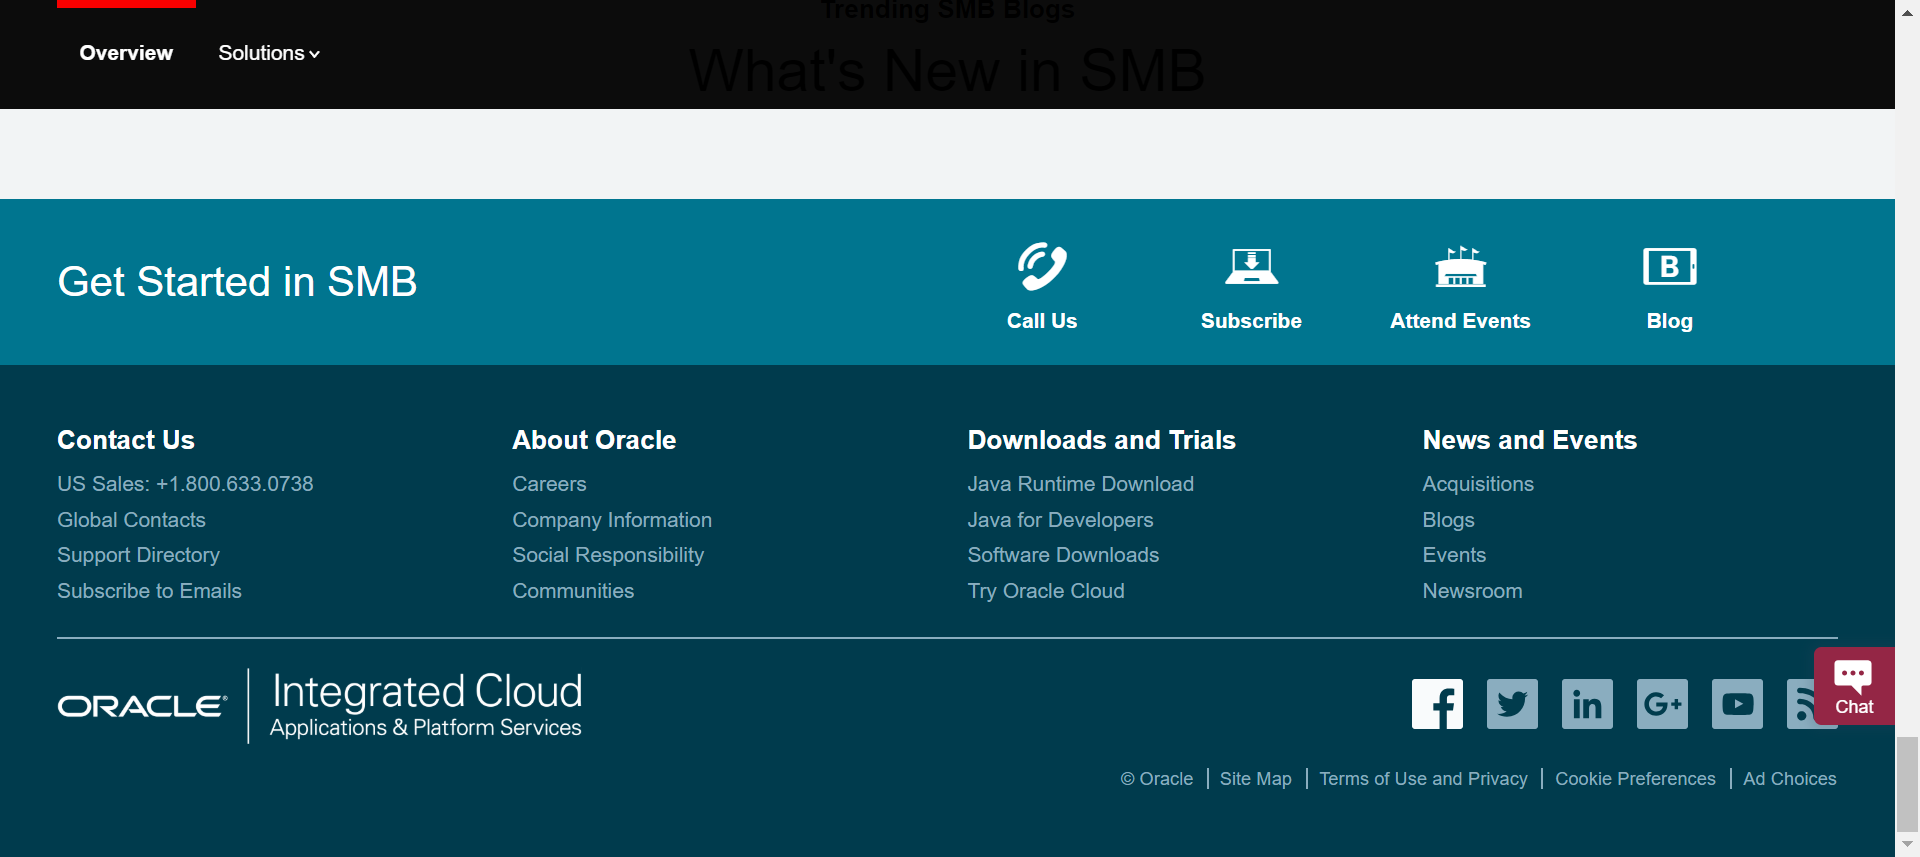 Trending SMB Blogs
Overview
Solutions
What's New in SMB
Get Started in SMB
Call Us
Subscribe
Attend Events
B
Blog
Contact Us
US Sales: +1.800.633.0738
Global Contacts
Support Directory
Subscribe to Emails
About Oracle
Careers
Company Information
Social Responsibility
Communities
Downloads and Trials
Java Runtime Download
Java for Developers
Software Downloads
Try Oracle Cloud
News and Events
Acquisitions
Blogs
Events
Newsroom
ORACLE®
Integrated Cloud
Applications & Platform Services
f
in
G+
Chat
© Oracle | Site Map | Terms of Use and Privacy | Cookie Preferences | Ad Choices